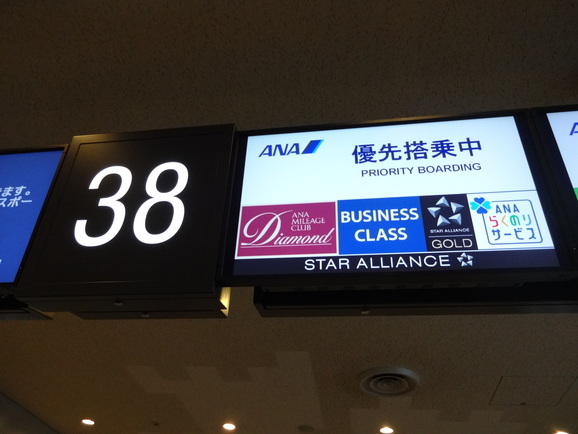 ます。
スポー
38
ANA
優先搭乗中
PRIORITY BOARDING
ANA
MILEAGE
CLUB
Diamond
BUSINESS
CLASS
STAR ALLIANCE
GOLD
ANA
らくのり
サービス
STAR ALLIANCE